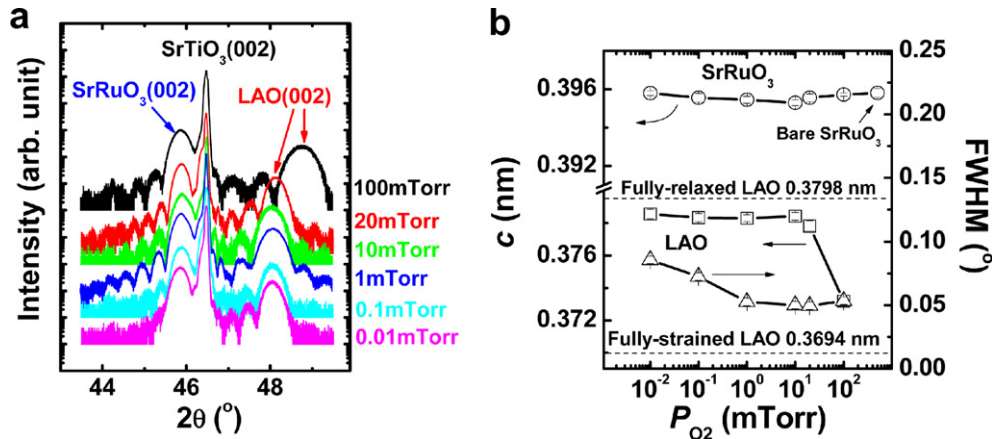 a
SrTiO3(002)
SrRuO3(002)
LAO(002)
100mTorr
20mTorr
10mTorr
1mTorr
0.1mTorr
0.01mTorr
Intensity (arb. unit)
44 46 48
2θ (°)
b
0.396
0.392
0.376
0.372
c (nm)
SrRuO3
Bare SrRuO3
Fully-relaxed LAO 0.3798 nm
LAO
Fully-strained LAO 0.3694 nm
0.25
0.20
0.15
0.10
0.05
0.00
FWHM (°)
10-2 10-1 100 101 102
PO2 (mTorr)